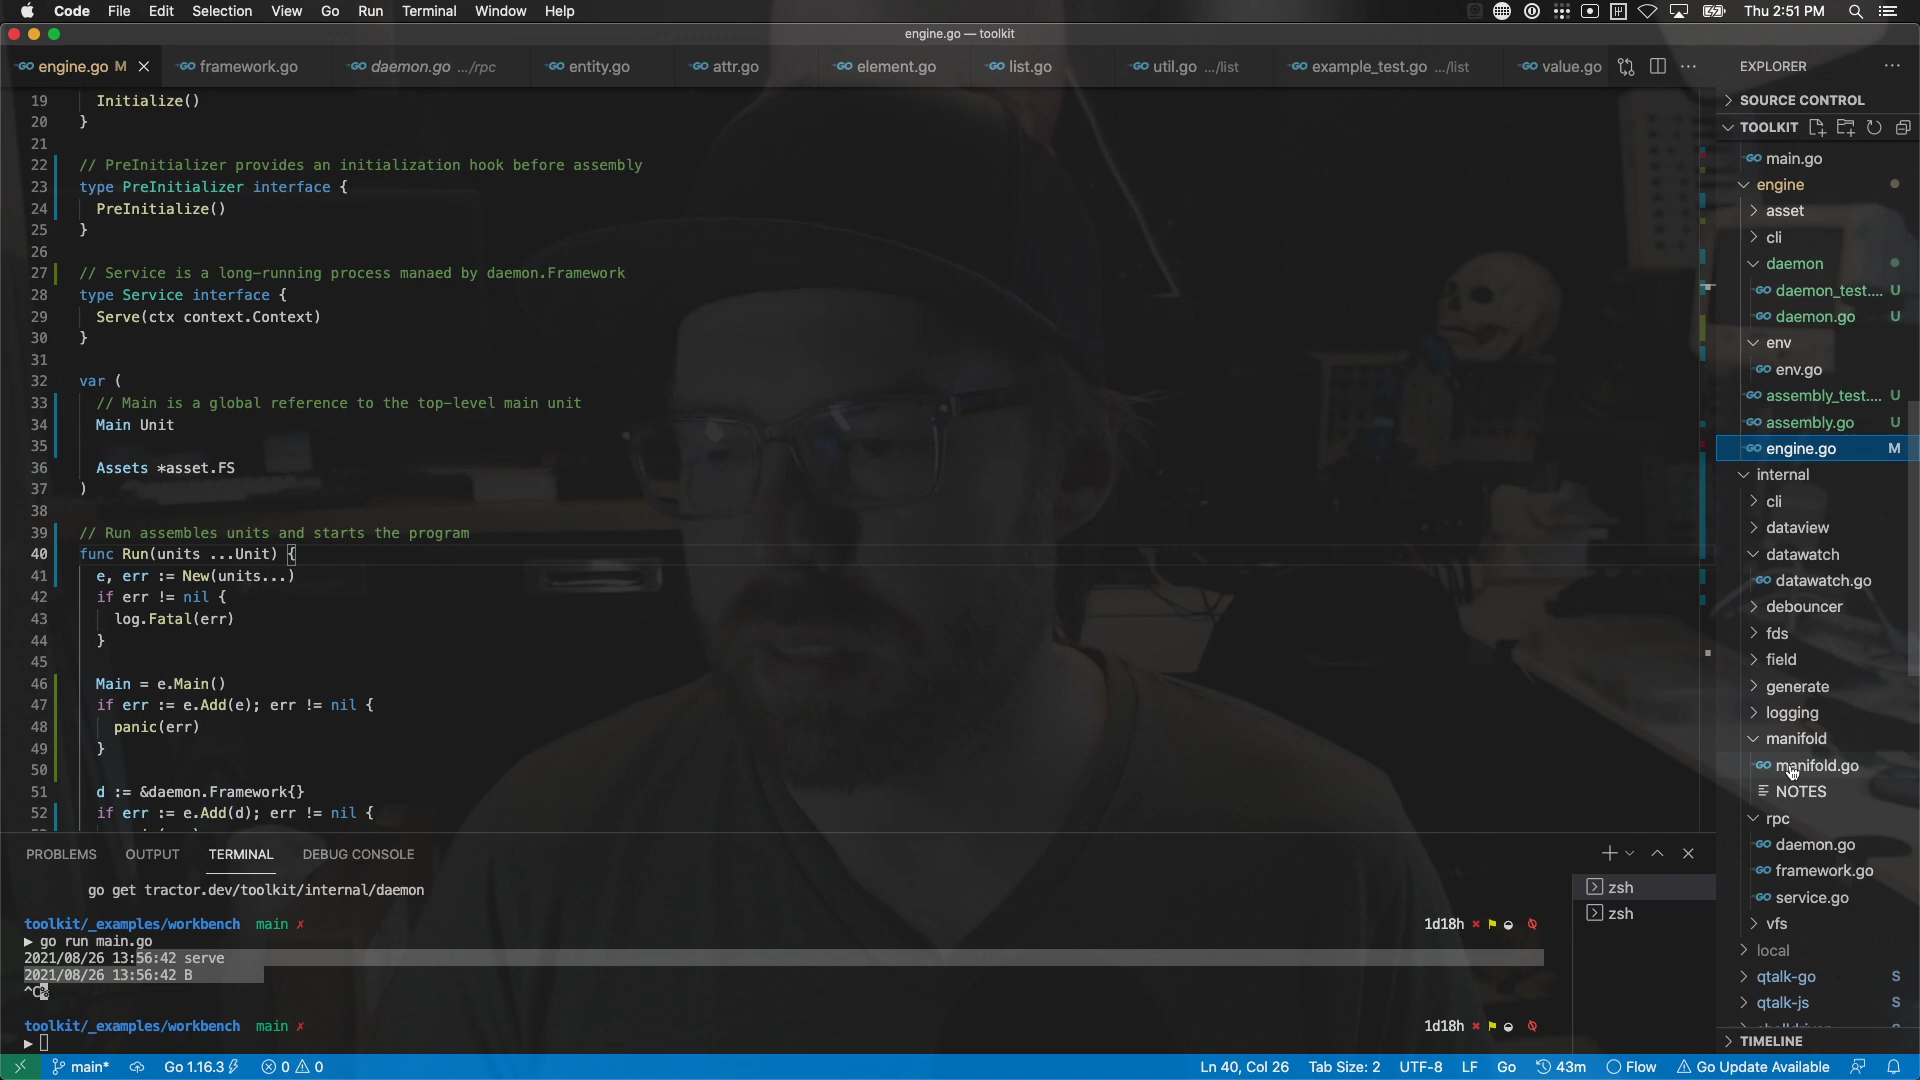 Code File Edit Selection View Go Run Terminal Window Help
Thu 2:51 PM
engine.go — toolkit
engine.go M
framework.go
daemon.go .../rpc
entity.go
attr.go
element.go
list.go
util.go .../list
example_test.go .../list
value.go
19 Initialize()
20 }
21
22 // PreInitializer provides an initialization hook before assembly
23 type PreInitializer interface {
24 PreInitialize()
25 }
26
27 // Service is a long-running process manaed by daemon.Framework
28 type Service interface {
29 Serve(ctx context.Context)
30 }
31
32 var (
33 // Main is a global reference to the top-level main unit
34 Main Unit
35
36 Assets *asset.FS
37 )
38
39 // Run assembles units and starts the program
40 func Run(units ...Unit) {
41 e, err := New(units...)
42 if err != nil {
43 log.Fatal(err)
44 }
45
46 Main = e.Main()
47 if err := e.Add(e); err != nil {
48 panic(err)
49 }
50
51 d := &daemon.Framework{}
52 if err := e.Add(d); err != nil {
EXPLORER
SOURCE CONTROL
TOOLKIT
main.go
engine
asset
cli
daemon
daemon_test.... U
daemon.go U
env
env.go
assembly_test.... U
assembly.go U
engine.go M
internal
cli
dataview
datawatch
datawatch.go
debouncer
fds
field
generate
logging
manifold
manifold.go
NOTES
rpc
daemon.go
framework.go
service.go
vfs
local
qtalk-go S
qtalk-js S
TIMELINE
PROBLEMS OUTPUT TERMINAL DEBUG CONSOLE
go get tractor.dev/toolkit/internal/daemon
toolkit/_examples/workbench main ✗ 1d18h
▶ go run main.go
2021/08/26 13:56:42 serve
2021/08/26 13:56:42 B
^C
toolkit/_examples/workbench main ✗ 1d18h
▶
zsh
zsh
main* Go 1.16.3 0 0 Ln 40, Col 26 Tab Size: 2 UTF-8 LF Go 43m Flow Go Update Available